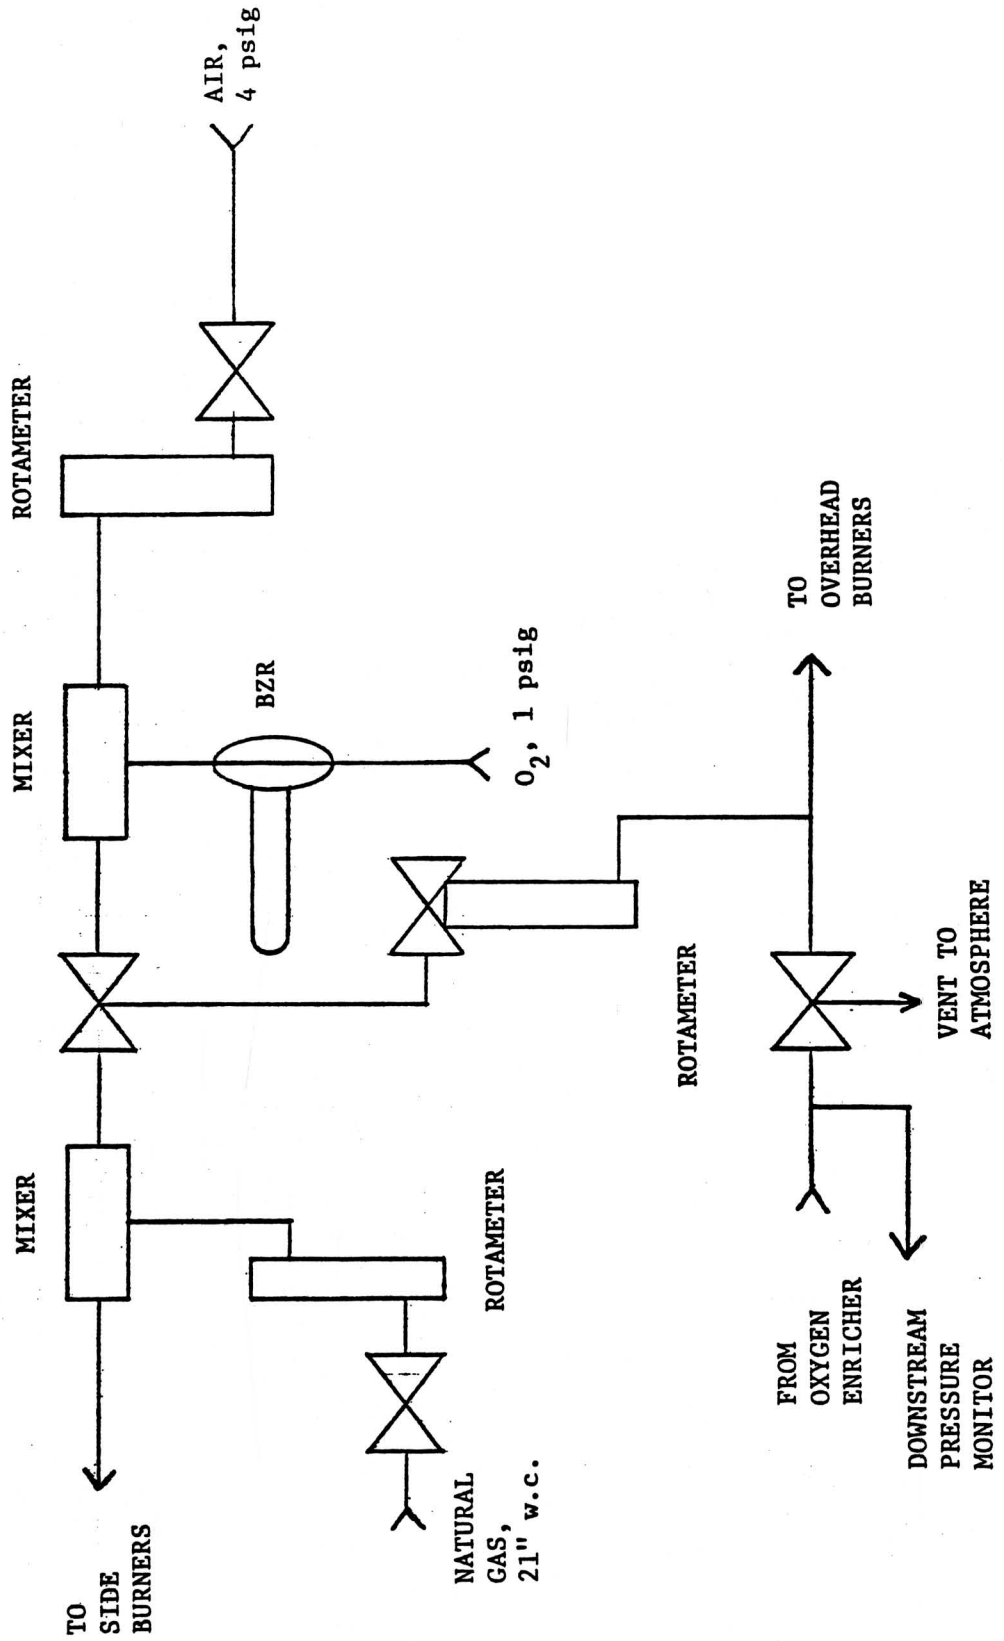 MIXER
MIXER
ROTAMETER
TO
SIDE
BURNERS
AIR,
4 psig
BZR
NATURAL
GAS,
21" w.c.
ROTAMETER
O₂, 1 psig
ROTAMETER
FROM
OXYGEN
ENRICHER
TO
OVERHEAD
BURNERS
DOWNSTREAM
PRESSURE
MONITOR
VENT TO
ATMOSPHERE